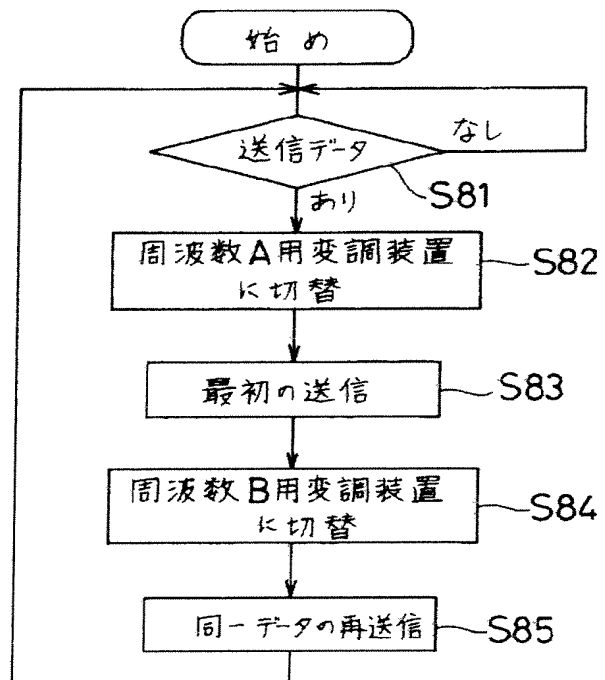 始め
送信データ
なし
S81
あり
周波数A用変調装置
に切替
S82
最初の送信
S83
周波数B用変調装置
に切替
S84
同一データの再送信
S85